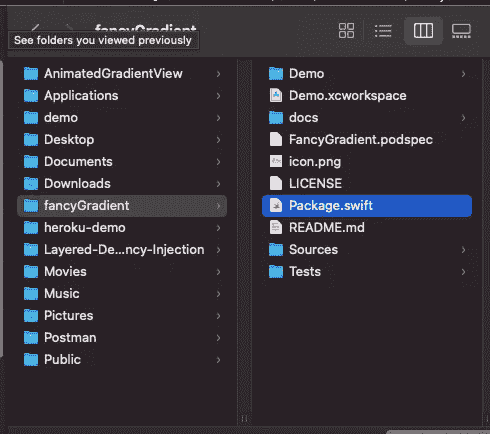 fancyGradient
See folders you viewed previously
AnimatedGradientView
Applications
demo
Desktop
Documents
Downloads
fancyGradient
heroku-demo
Layered-De...ncy-Injection
Movies
Music
Pictures
Postman
Public
Demo
Demo.xcworkspace
docs
FancyGradient.podspec
icon.png
LICENSE
Package.swift
README.md
Sources
Tests